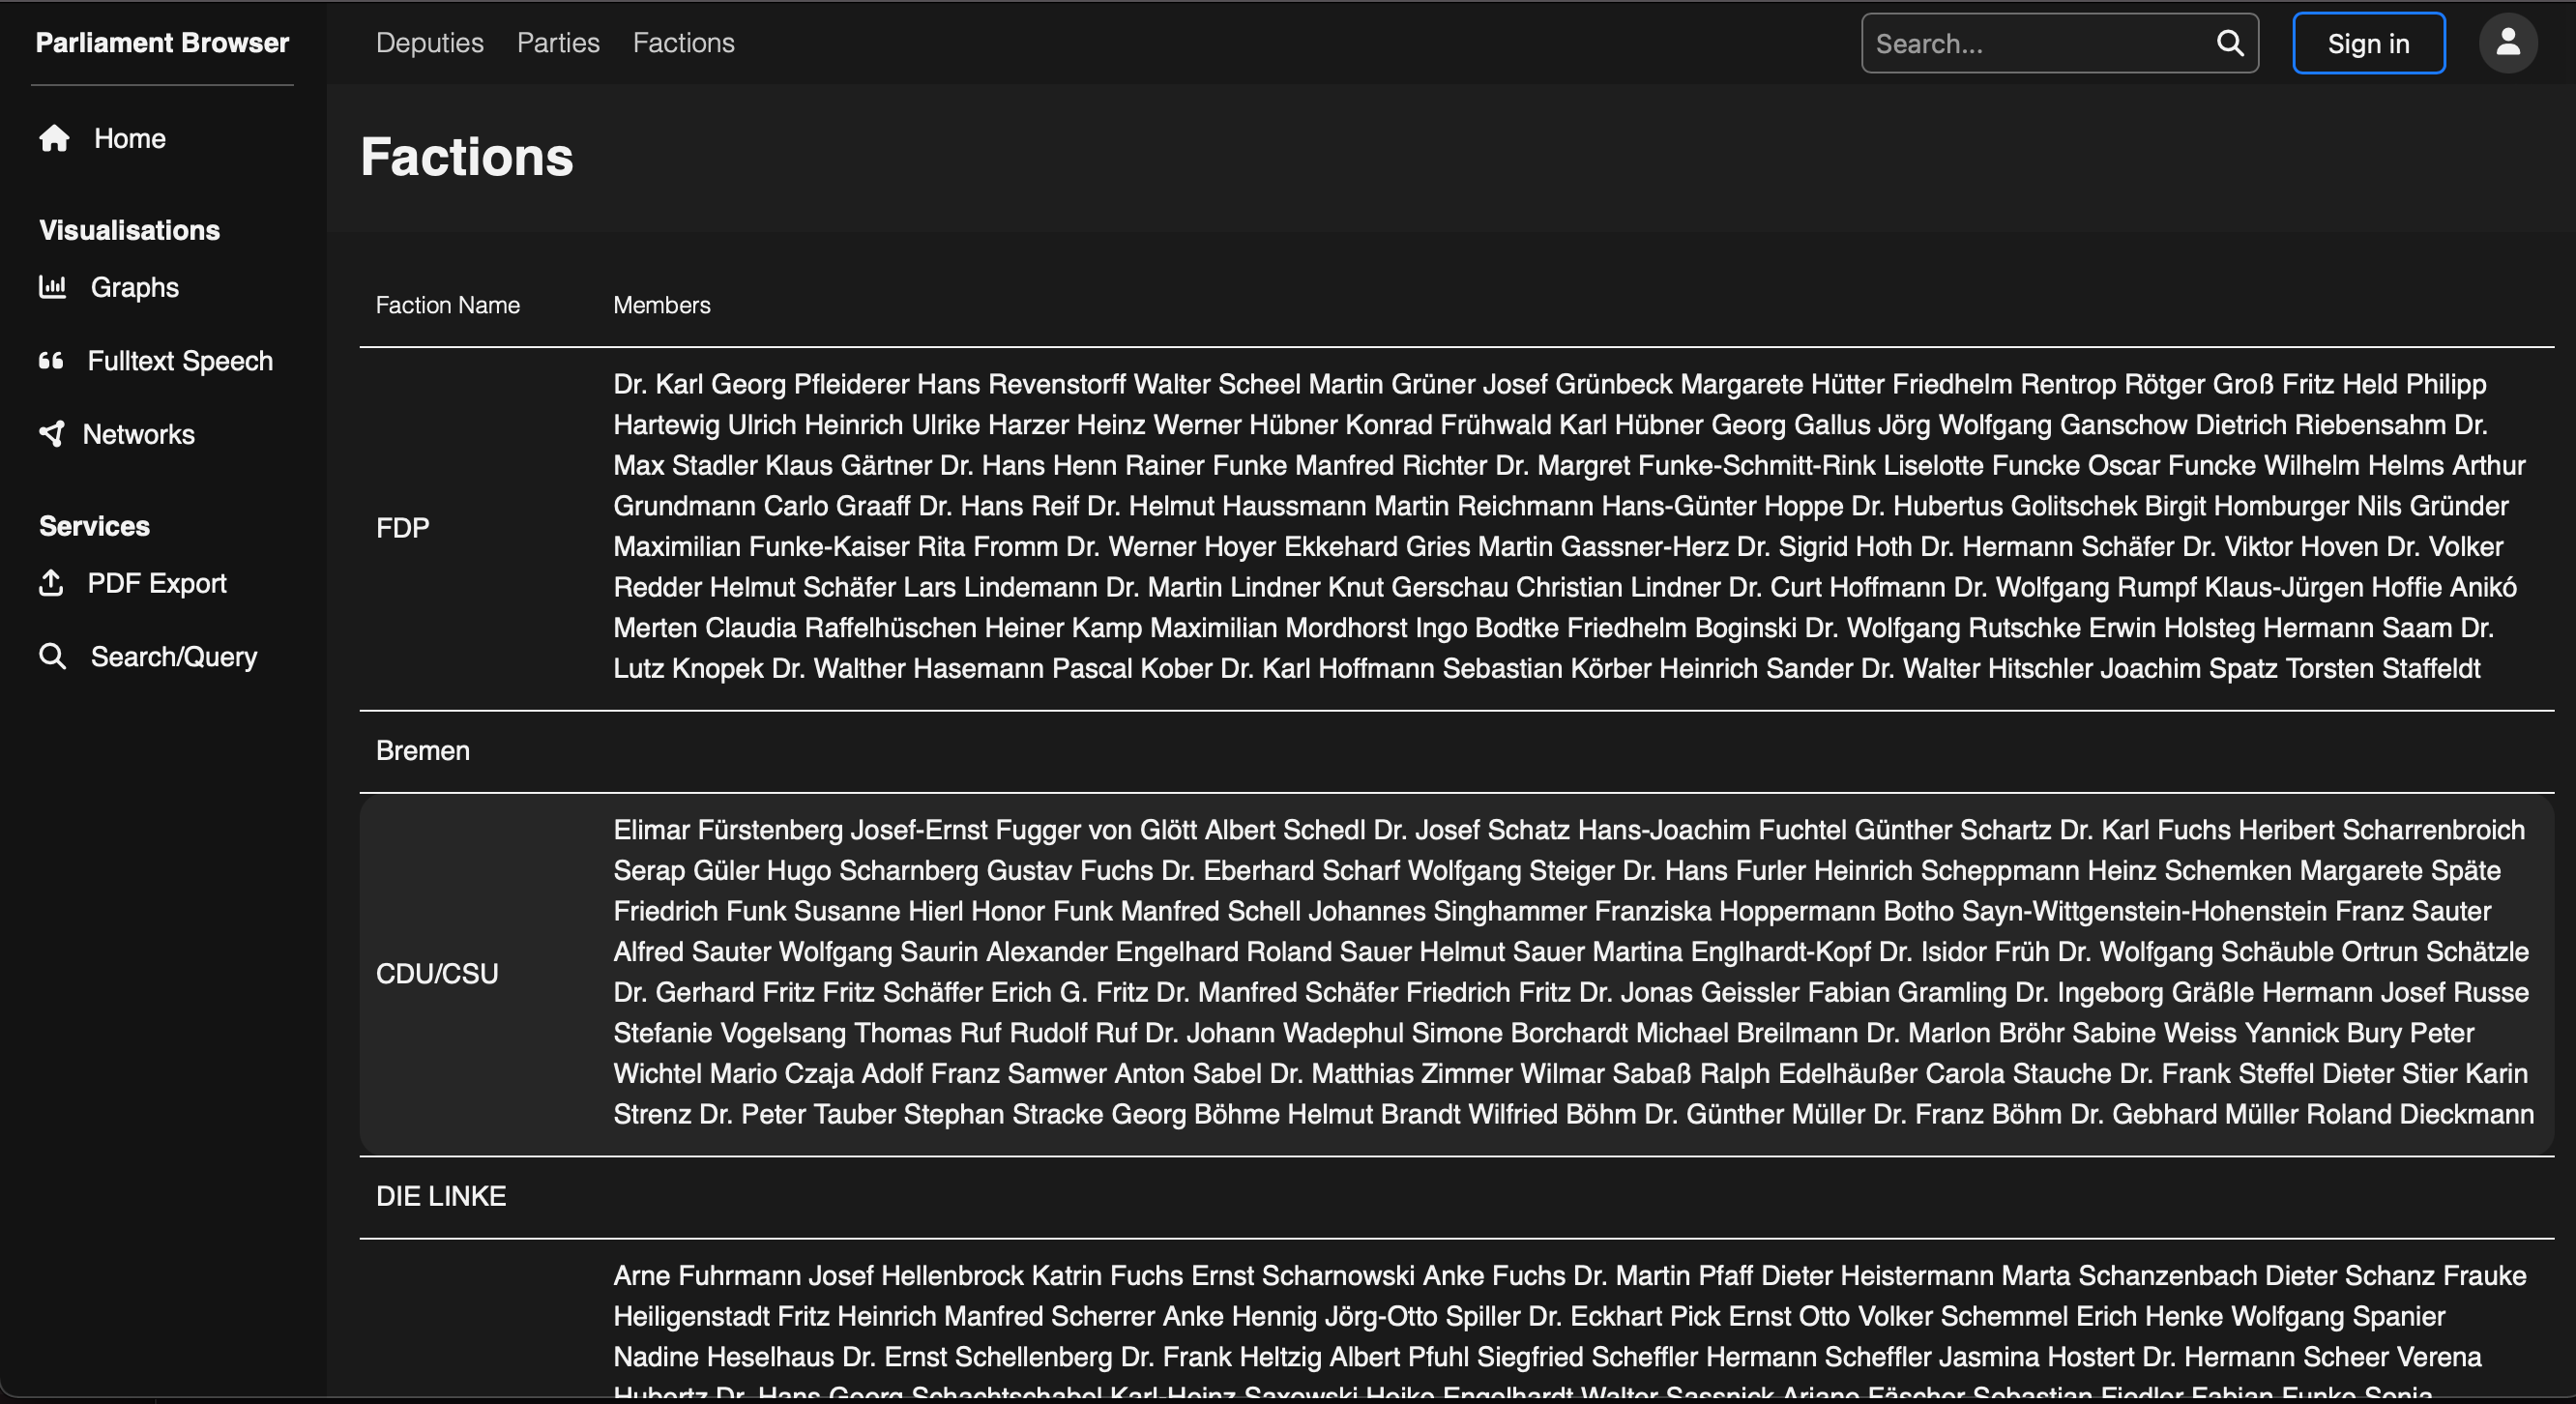 Parliament Browser
Deputies Parties Factions
Search...
Sign in
Home
Visualisations
Graphs
Fulltext Speech
Networks
Services
PDF Export
Search/Query
Factions
Faction Name Members
FDP
Dr. Karl Georg Pfleiderer Hans Revenstorff Walter Scheel Martin Grüner Josef Grünbeck Margarete Hütter Friedhelm Rentrop Rötger Groß Fritz Held Philipp
Hartewig Ulrich Heinrich Ulrike Harzer Heinz Werner Hübner Konrad Frühwald Karl Hübner Georg Gallus Jörg Wolfgang Ganschow Dietrich Riebensahm Dr.
Max Stadler Klaus Gärtner Dr. Hans Henn Rainer Funke Manfred Richter Dr. Margret Funke-Schmitt-Rink Liselotte Funcke Oscar Funcke Wilhelm Helms Arthur
Grundmann Carlo Graaff Dr. Hans Reif Dr. Helmut Haussmann Martin Reichmann Hans-Günter Hoppe Dr. Hubertus Golitschek Birgit Homburger Nils Gründer
Maximilian Funke-Kaiser Rita Fromm Dr. Werner Hoyer Ekkehard Gries Martin Gassner-Herz Dr. Sigrid Hoth Dr. Hermann Schäfer Dr. Viktor Hoven Dr. Volker
Redder Helmut Schäfer Lars Lindemann Dr. Martin Lindner Knut Gerschau Christian Lindner Dr. Curt Hoffmann Dr. Wolfgang Rumpf Klaus-Jürgen Hoffie Anikó
Merten Claudia Raffelhüschen Heiner Kamp Maximilian Mordhorst Ingo Bodtke Friedhelm Boginski Dr. Wolfgang Rutschke Erwin Holsteg Hermann Saam Dr.
Lutz Knopek Dr. Walther Hasemann Pascal Kober Dr. Karl Hoffmann Sebastian Körber Heinrich Sander Dr. Walter Hitschler Joachim Spatz Torsten Staffeldt
Bremen
CDU/CSU
Elimar Fürstenberg Josef-Ernst Fugger von Glött Albert Schedl Dr. Josef Schatz Hans-Joachim Fuchtel Günther Schartz Dr. Karl Fuchs Heribert Scharrenbroich
Serap Güler Hugo Scharnberg Gustav Fuchs Dr. Eberhard Scharf Wolfgang Steiger Dr. Hans Furler Heinrich Scheppmann Heinz Schemken Margarete Späte
Friedrich Funk Susanne Hierl Honor Funk Manfred Schell Johannes Singhammer Franziska Hoppermann Botho Sayn-Wittgenstein-Hohenstein Franz Sauter
Alfred Sauter Wolfgang Saurin Alexander Engelhard Roland Sauer Helmut Sauer Martina Englhardt-Kopf Dr. Isidor Früh Dr. Wolfgang Schäuble Ortrun Schätzle
Dr. Gerhard Fritz Fritz Schäffer Erich G. Fritz Dr. Manfred Schäfer Friedrich Fritz Dr. Jonas Geissler Fabian Gramling Dr. Ingeborg Gräßle Hermann Josef Russe
Stefanie Vogelsang Thomas Ruf Rudolf Ruf Dr. Johann Wadephul Simone Borchardt Michael Breilmann Dr. Marlon Bröhr Sabine Weiss Yannick Bury Peter
Wichtel Mario Czaja Adolf Franz Samwer Anton Sabel Dr. Matthias Zimmer Wilmar Sabaß Ralph Edelhäußer Carola Stauche Dr. Frank Steffel Dieter Stier Karin
Strenz Dr. Peter Tauber Stephan Stracke Georg Böhme Helmut Brandt Wilfried Böhm Dr. Günther Müller Dr. Franz Böhm Dr. Gebhard Müller Roland Dieckmann
DIE LINKE
Arne Fuhrmann Josef Hellenbrock Katrin Fuchs Ernst Scharnowski Anke Fuchs Dr. Martin Pfaff Dieter Heistermann Marta Schanzenbach Dieter Schanz Frauke
Heiligenstadt Fritz Heinrich Manfred Scherrer Anke Hennig Jörg-Otto Spiller Dr. Eckhart Pick Ernst Otto Volker Schemmel Erich Henke Wolfgang Spanier
Nadine Heselhaus Dr. Ernst Schellenberg Dr. Frank Heltzig Albert Pfuhl Siegfried Scheffler Hermann Scheffler Jasmina Hostert Dr. Hermann Scheer Verena
Hubertz Dr. Hans Georg Schachtschabel Karl-Heinz Saxowski Heike Engelhardt Walter Sassnick Ariane Fäscher Sebastian Fiedler Fabian Funke Sonja